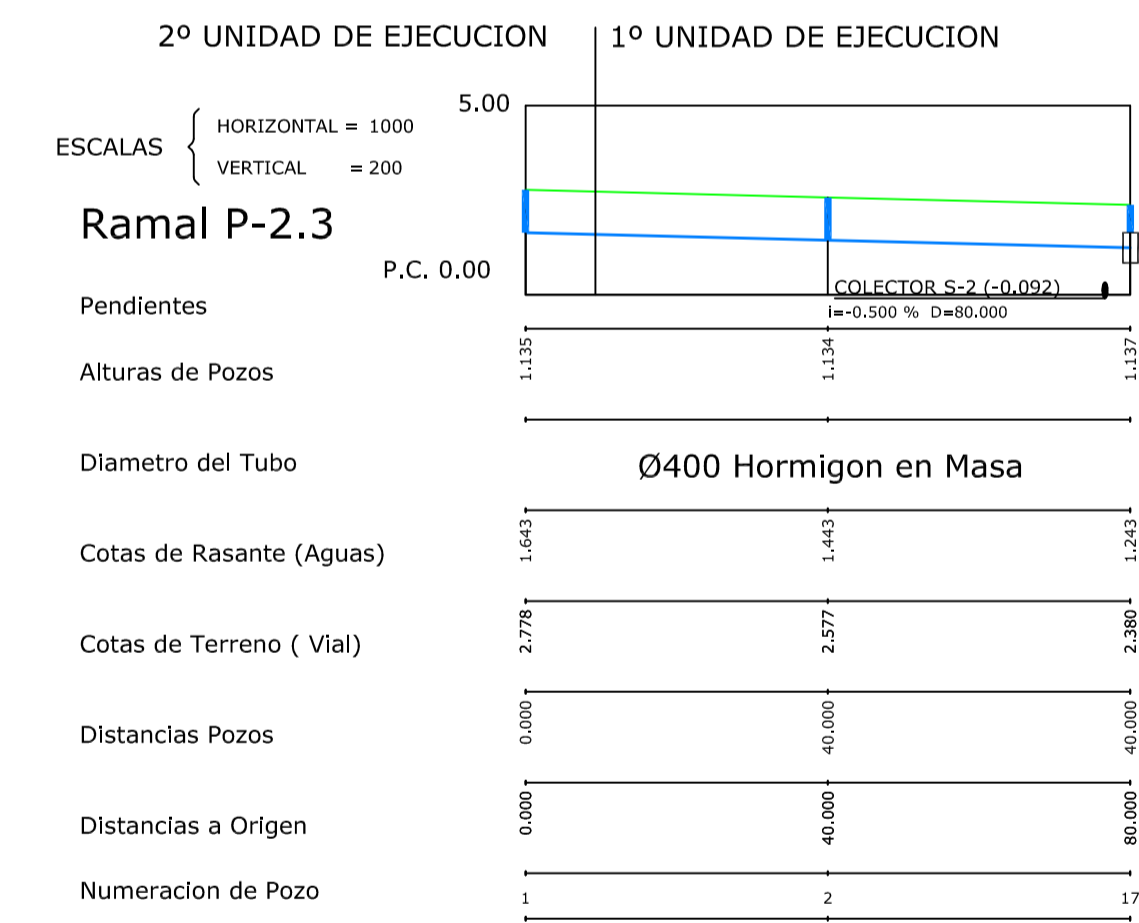 2º UNIDAD DE EJECUCION 1º UNIDAD DE EJECUCION
5.00
ESCALAS
HORIZONTAL = 1000
VERTICAL = 200
Ramal P-2.3
P.C. 0.00
COLECTOR S-2 (-0.092)
Pendientes i=-0.500 % D=80.000
Alturas de Pozos 1.135 1.134 1.137
Diametro del Tubo Ø400 Hormigon en Masa
Cotas de Rasante (Aguas) 1.643 1.443 1.243
Cotas de Terreno ( Vial) 2.778 2.577 2.380
Distancias Pozos 0.000 40.000 40.000
Distancias a Origen 0.000 40.000 80.000
Numeracion de Pozo 1 2 17